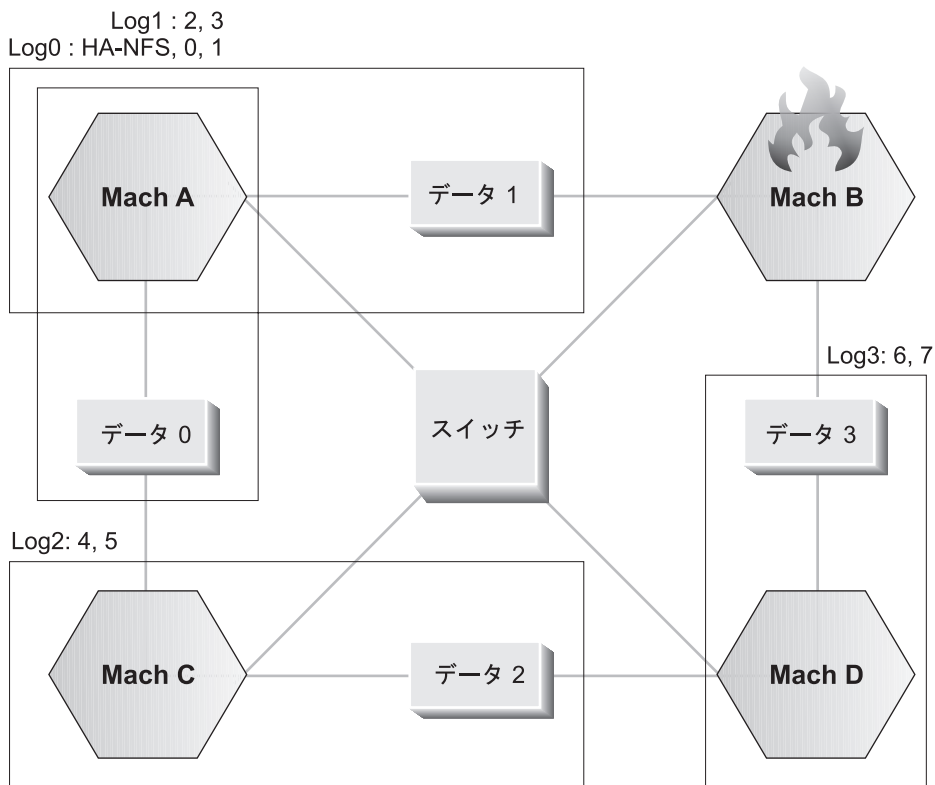 Log1 : 2, 3
Log0 : HA-NFS, 0, 1
Mach A
データ 1
Mach B
Log3: 6, 7
データ 0
スイッチ
データ 3
Log2: 4, 5
Mach C
データ 2
Mach D